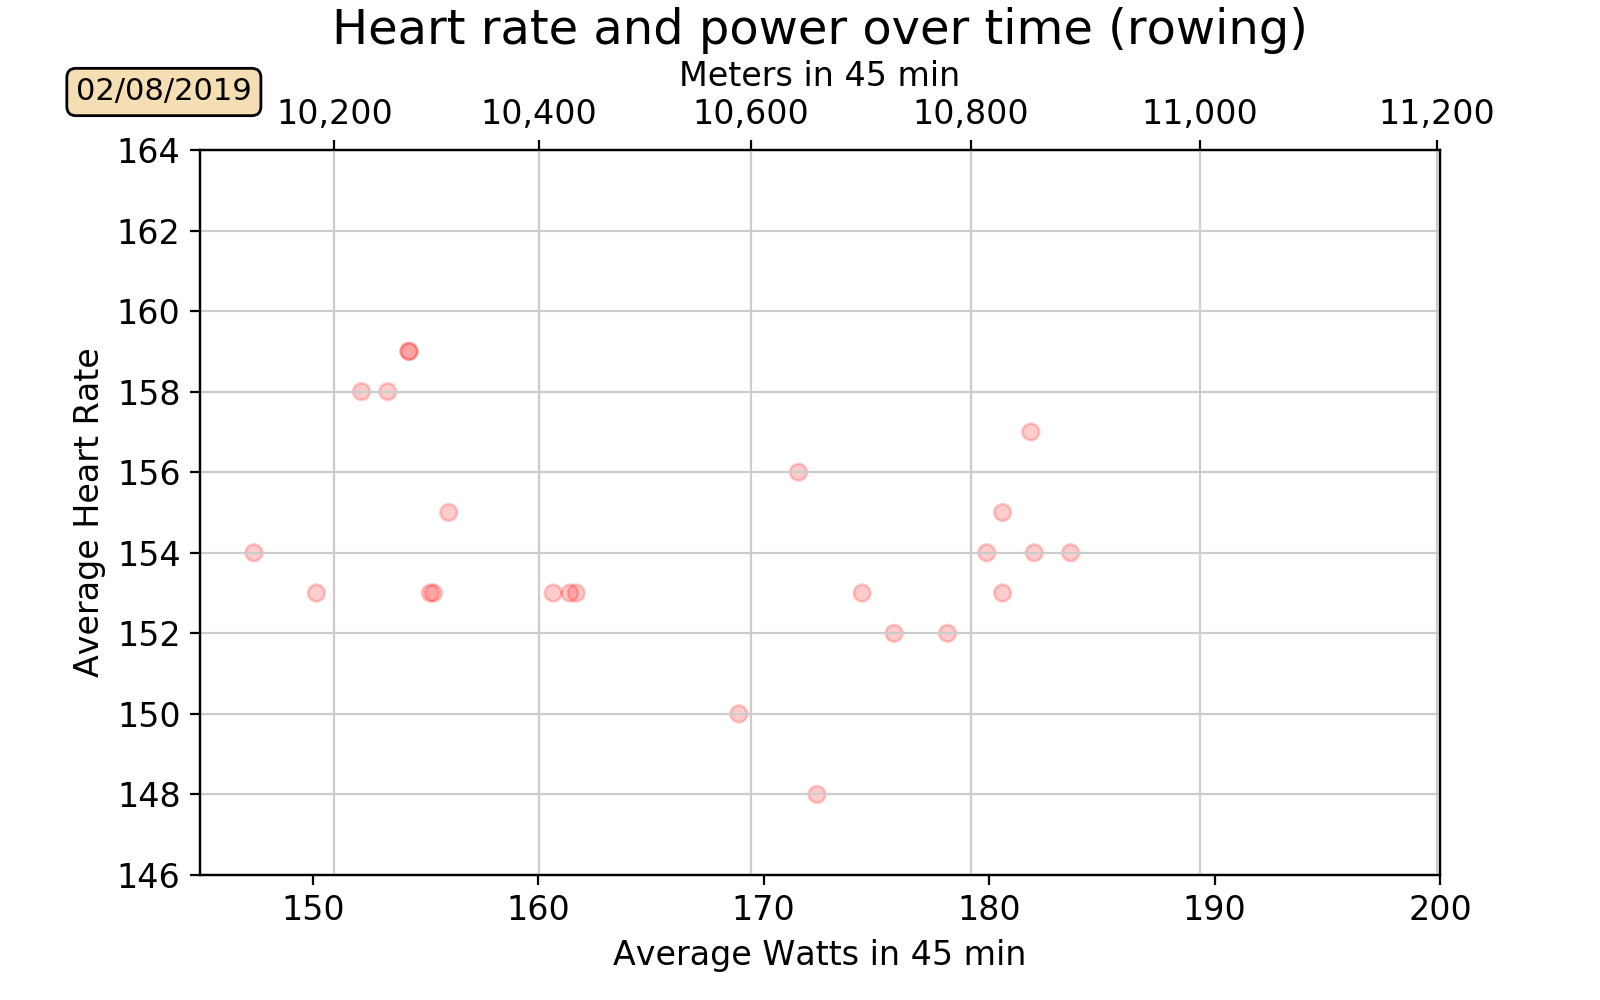 Heart rate and power over time (rowing)
Meters in 45 min
02/08/2019
10,200 10,400 10,600 10,800 11,000 11,200
164
162
160
158
156
154
152
150
148
146
Average Heart Rate
150 160 170 180 190 200
Average Watts in 45 min